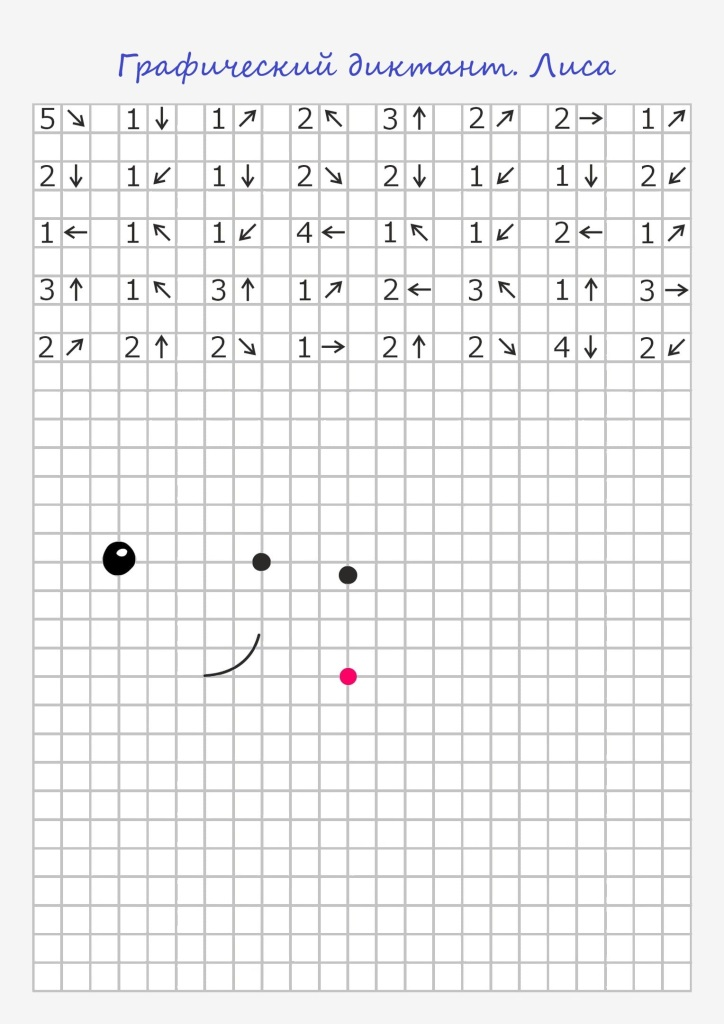 Графический диктант. Лиса
5 ↘ 1 ↓ 1 ↗ 2 ↖ 3 ↑ 2 ↗ 2 → 1 ↗
2 ↓ 1 ↙ 1 ↓ 2 ↘ 2 ↓ 1 ↙ 1 ↓ 2 ↙
1 ← 1 ↖ 1 ↙ 4 ← 1 ↖ 1 ↙ 2 ← 1 ↗
3 ↑ 1 ↖ 3 ↑ 1 ↗ 2 ← 3 ↖ 1 ↑ 3 →
2 ↗ 2 ↑ 2 ↘ 1 → 2 ↑ 2 ↘ 4 ↓ 2 ↙